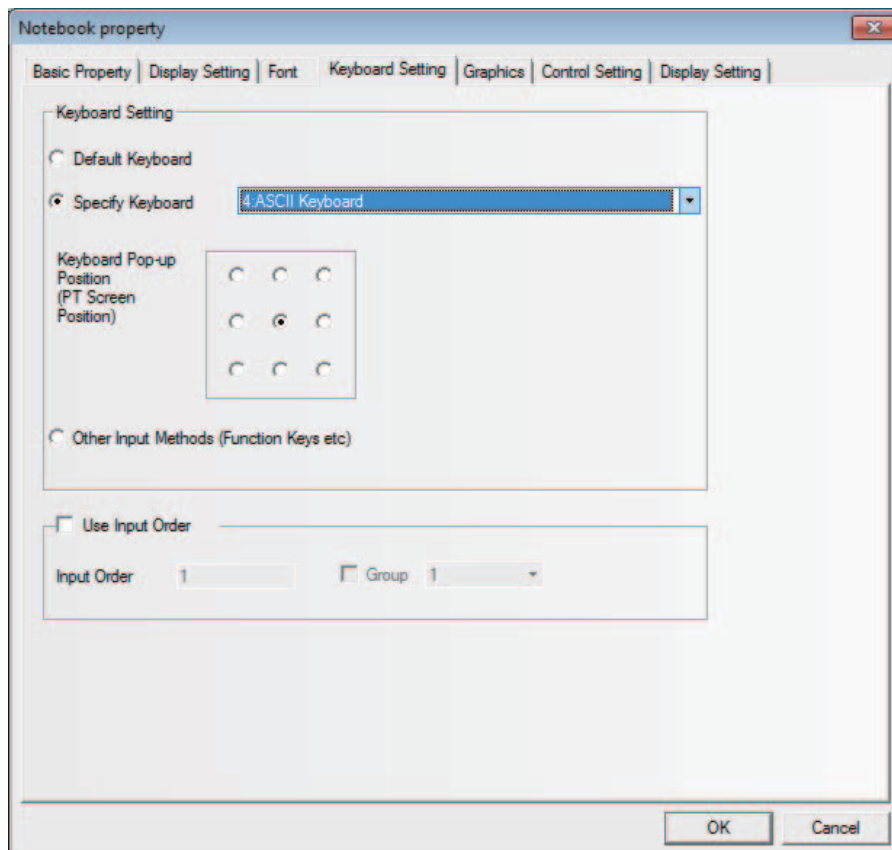 Notebook property
Basic Property Display Setting Font Keyboard Setting Graphics Control Setting Display Setting
Keyboard Setting
Default Keyboard
Specify Keyboard 4:ASCII Keyboard
Keyboard Pop-up
Position
(PT Screen
Position)
Other Input Methods (Function Keys etc)
Use Input Order
Input Order 1 Group 1
OK Cancel